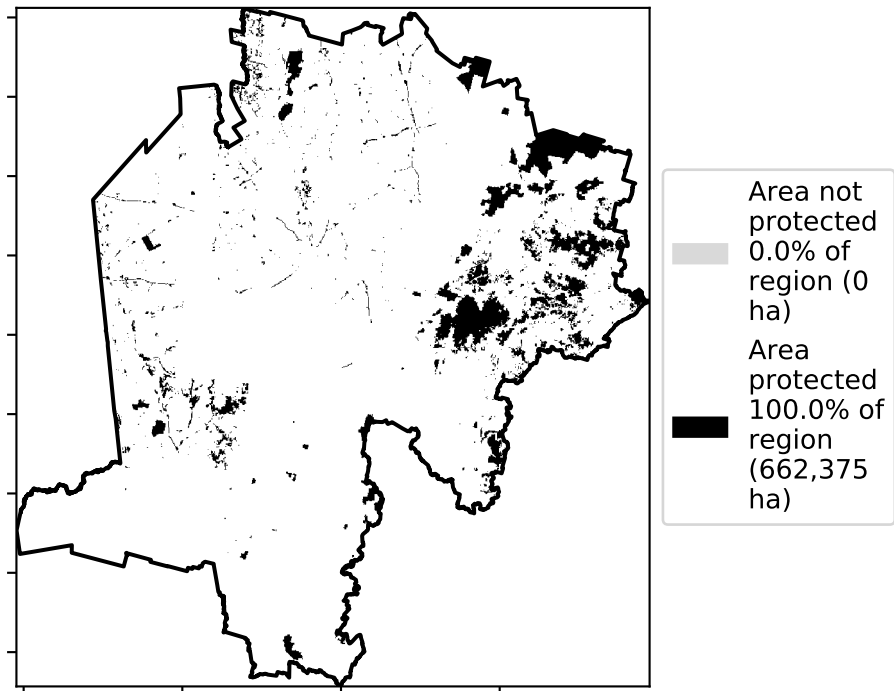 Area not
protected
0.0% of
region (0
ha)
Area
protected
100.0% of
region
(662,375
ha)